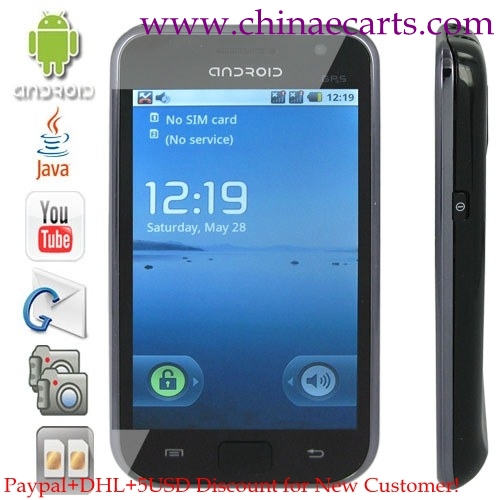 www.chinaecarts.com
ANDROID
GPS
12:19
No SIM card
(No service)
12:19
Saturday, May 28
ANDROID
Java
You
Tube
G
Paypal+DHL+5USD Discount for New Customer!